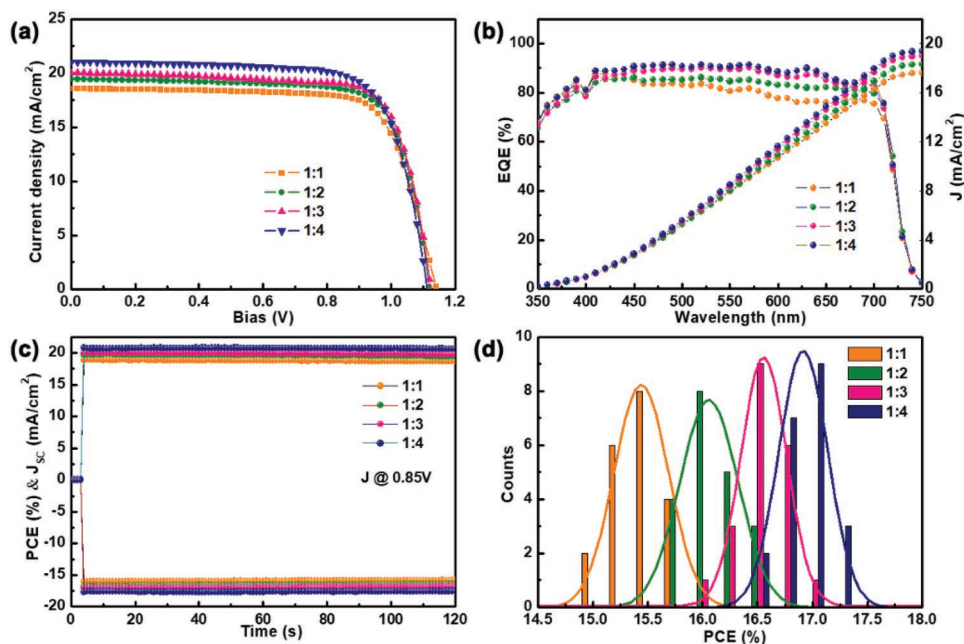 (a)
Current density (mA/cm²)
25
20
15
10
5
0
1:1
1:2
1:3
1:4
0.0 0.2 0.4 0.6 0.8 1.0 1.2
Bias (V)
(b)
EQE (%)
100
80
60
40
20
0
20
16
12
8
4
0
J (mA/cm²)
1:1
1:2
1:3
1:4
350 400 450 500 550 600 650 700 750
Wavelength (nm)
(c)
PCE (%) & J_SC (mA/cm²)
20
15
10
5
0
-5
-10
-15
-20
1:1
1:2
1:3
1:4
J @ 0.85V
0 20 40 60 80 100 120
Time (s)
(d)
Counts
10
8
6
4
2
0
1:1
1:2
1:3
1:4
14.5 15.0 15.5 16.0 16.5 17.0 17.5 18.0
PCE (%)